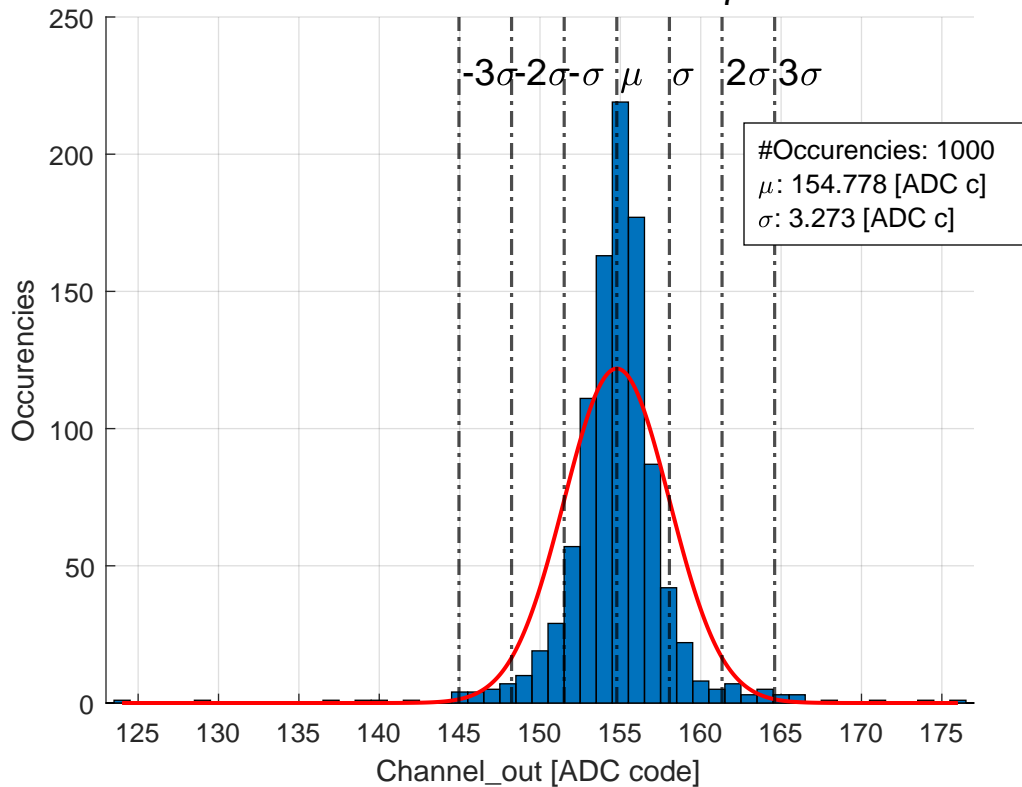 250
200
150
100
50
0
-3σ
-2σ
-σ
μ
σ
2σ
3σ
#Occurencies: 1000
μ: 154.778 [ADC c]
σ: 3.273 [ADC c]
Occurencies
125 130 135 140 145 150 155 160 165 170 175
Channel_out [ADC code]